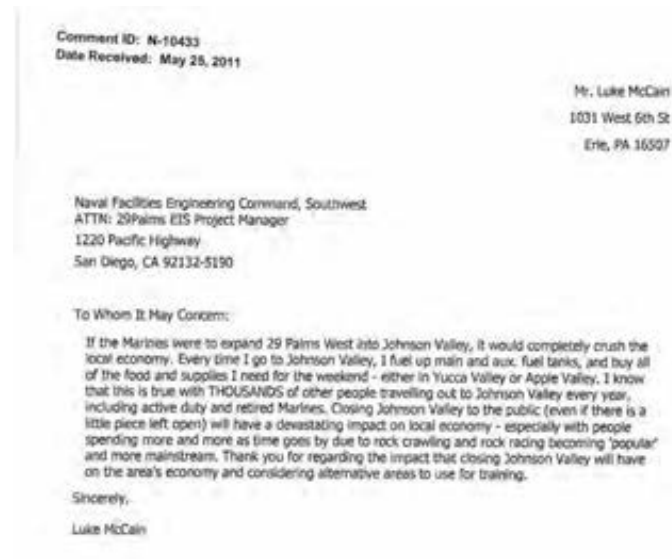 Comment ID: N-10433
Date Received: May 25, 2011
Mr. Luke McCain
1031 West 6th St
Erie, PA 16507
Naval Facilities Engineering Command, Southwest
ATTN: 29Palms EIS Project Manager
1220 Pacific Highway
San Diego, CA 92132-5190
To Whom It May Concern:
If the Marines were to expand 29 Palms West into Johnson Valley, it would completely crush the
local economy. Every time I go to Johnson Valley, I fuel up main and aux. fuel tanks, and buy all
of the food and supplies I need for the weekend - either in Yucca Valley or Apple Valley. I know
that this is true with THOUSANDS of other people travelling out to Johnson Valley every year,
including active duty and retired Marines. Closing Johnson Valley to the public (even if there is a
little piece left open) will have a devastating impact on local economy - especially with people
spending more and more as time goes by due to rock crawling and rock racing becoming 'popular'
and more mainstream. Thank you for regarding the impact that closing Johnson Valley will have
on the area's economy and considering alternative areas to use for training.
Sincerely,
Luke McCain